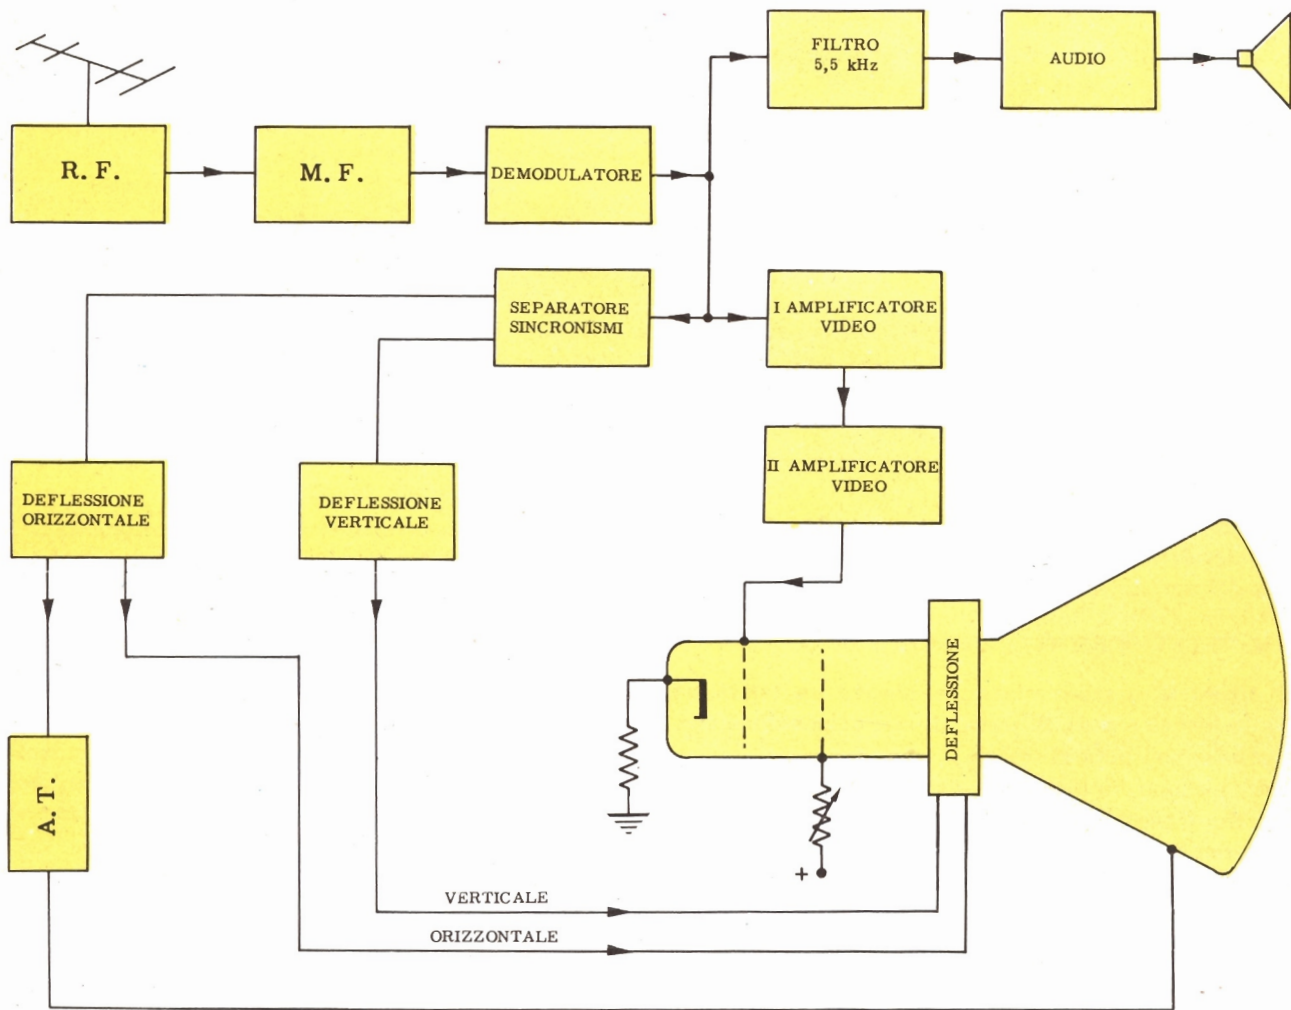 FILTRO
5,5 kHz
AUDIO
R. F.
M. F.
DEMODULATORE
SEPARATORE
SINCRONISMI
I AMPLIFICATORE
VIDEO
II AMPLIFICATORE
VIDEO
DEFLESSIONE
ORIZZONTALE
DEFLESSIONE
VERTICALE
DEFLESSIONE
A. T.
+
VERTICALE
ORIZZONTALE